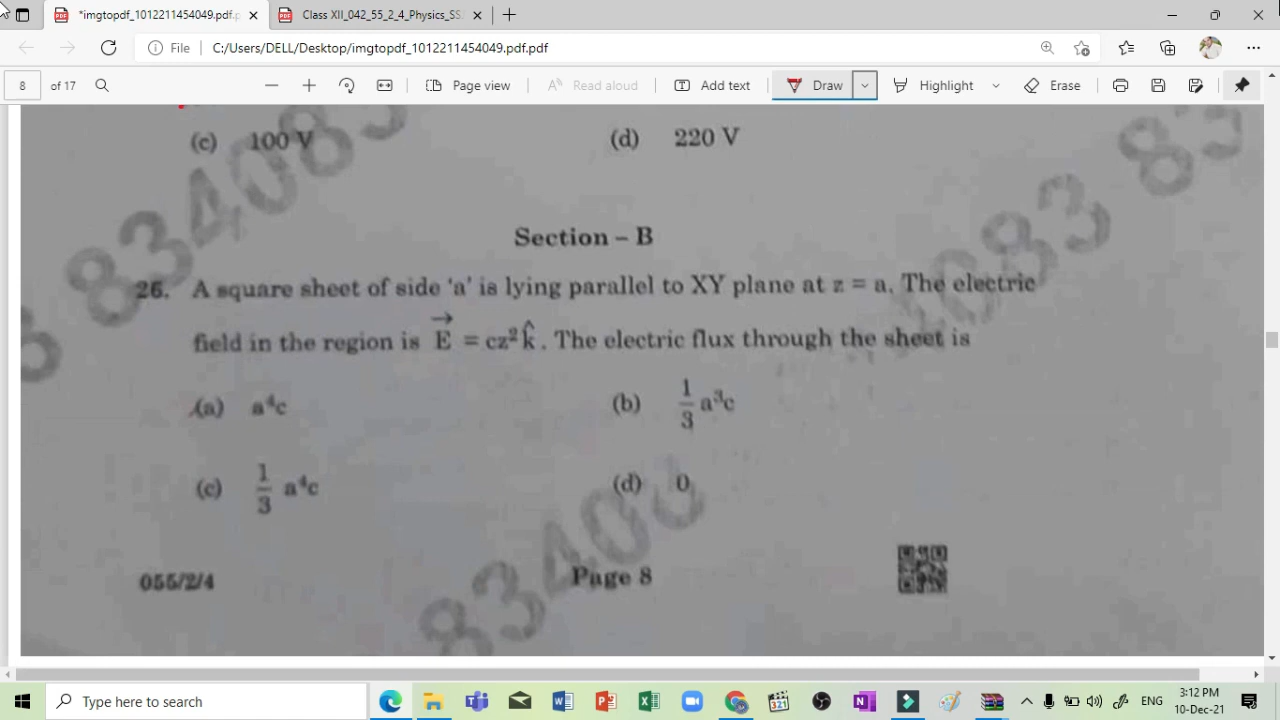 *imgtopdf_1012211454049.pdf.p
Class XII_042_55_2_4_Physics_SS
File
C:/Users/DELL/Desktop/imgtopdf_1012211454049.pdf.pdf
8 of 17
Page view
Read aloud
Add text
Draw
Highlight
Erase
(c) 100 V (d) 220 V
Section – B
26. A square sheet of side 'a' is lying parallel to XY plane at z = a. The electric
field in the region is E⃗ = cz² k̂ . The electric flux through the sheet is
(a) a⁴c (b) 1/3 a³c
(c) 1/3 a⁴c (d) 0
055/2/4 Page 8
Type here to search
ENG
3:12 PM
10-Dec-21